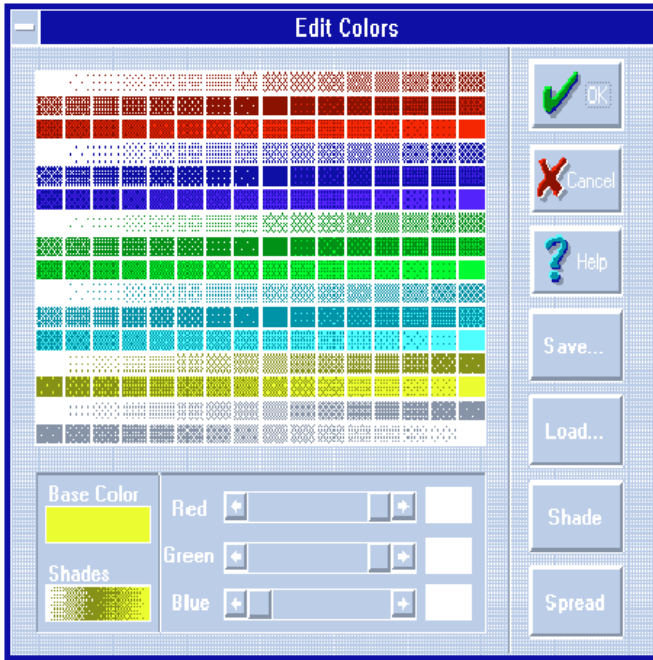 Edit Colors
OK
Cancel
Help
Save...
Load...
Shade
Spread
Base Color
Shades
Red
Green
Blue